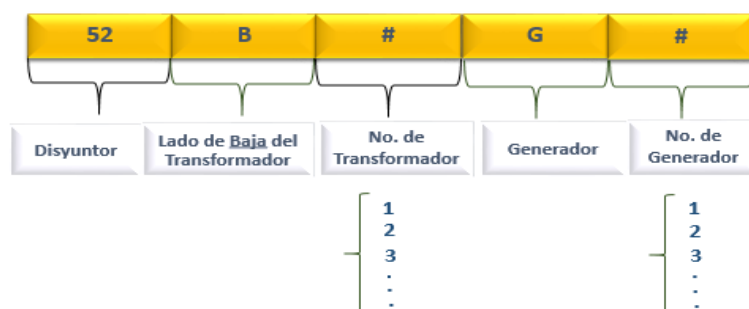 52 B # G #
Disyuntor
Lado de Baja del
Transformador
No. de
Transformador
Generador
No. de
Generador
1
2
3
.
.
.
1
2
3
.
.
.